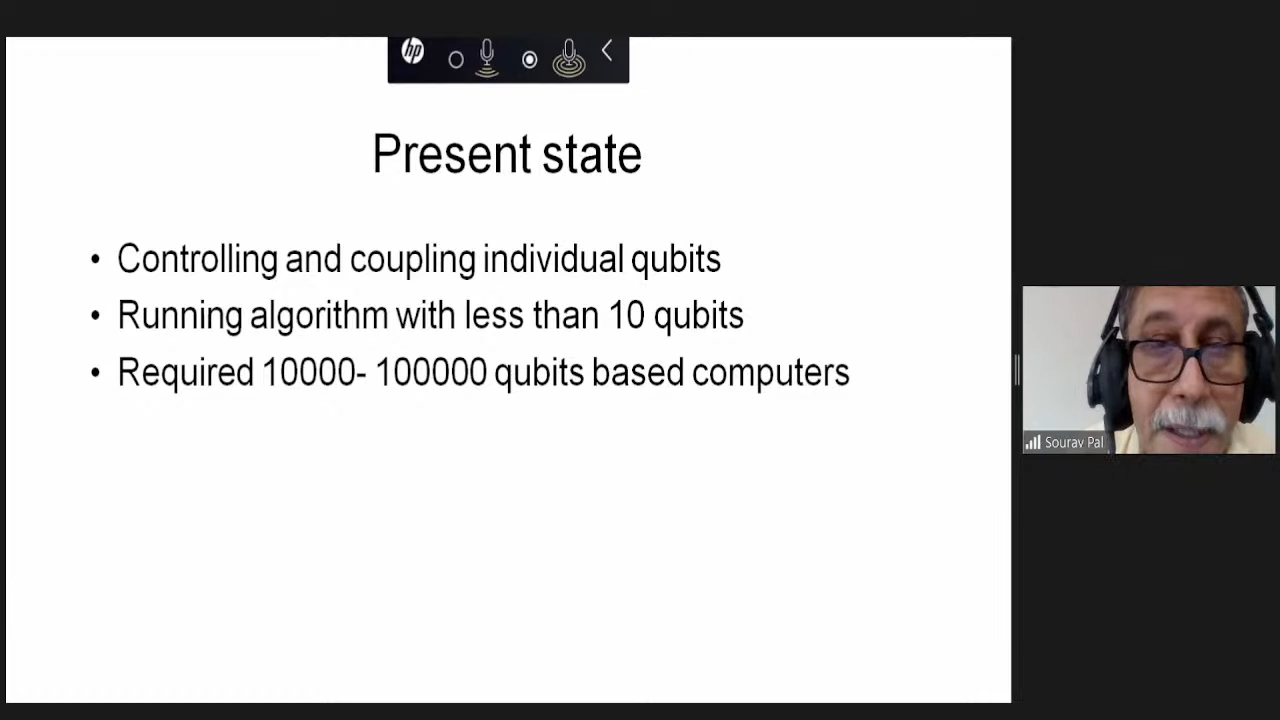 hp
Present state
• Controlling and coupling individual qubits
• Running algorithm with less than 10 qubits
• Required 10000- 100000 qubits based computers
Sourav Pal